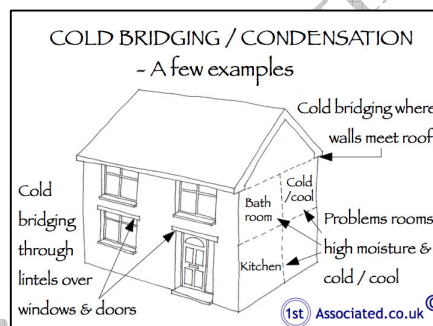 COLD BRIDGING / CONDENSATION
- A few examples
Cold bridging where
walls meet roof
Cold
bridging
through
lintels over
windows & doors
Bath
room
Cold
/cool
Kitchen
Problems rooms
high moisture &
cold / cool
1st Associated.co.uk ©